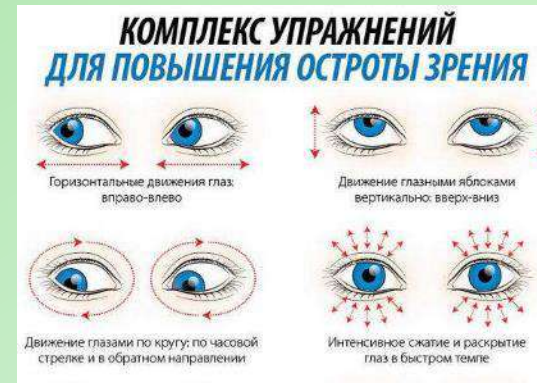 КОМПЛЕКС УПРАЖНЕНИЙ
ДЛЯ ПОВЫШЕНИЯ ОСТРОТЫ ЗРЕНИЯ
Горизонтальные движения глаз:
вправо-влево
Движение глазными яблоками
вертикально: вверх-вниз
Движение глазами по кругу: по часовой
стрелке и в обратном направлении
Интенсивное сжатие и раскрытие
глаз в быстром темпе